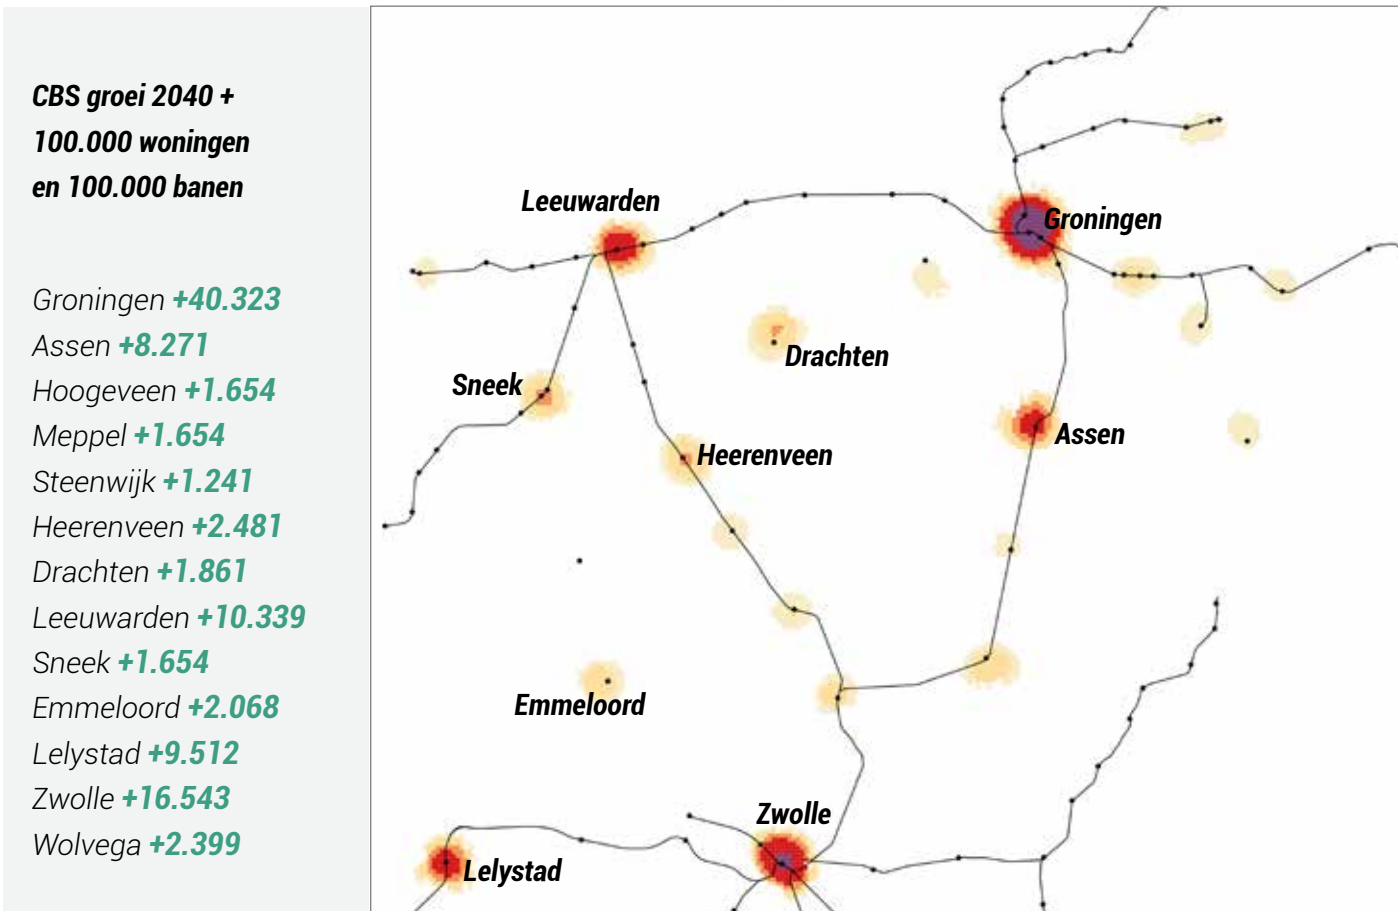 CBS groei 2040 +
100.000 woningen
en 100.000 banen
Groningen +40.323
Assen +8.271
Hoogeveen +1.654
Meppel +1.654
Steenwijk +1.241
Heerenveen +2.481
Drachten +1.861
Leeuwarden +10.339
Sneek +1.654
Emmeloord +2.068
Lelystad +9.512
Zwolle +16.543
Wolvega +2.399
Leeuwarden
Groningen
Drachten
Sneek
Assen
Heerenveen
Emmeloord
Zwolle
Lelystad